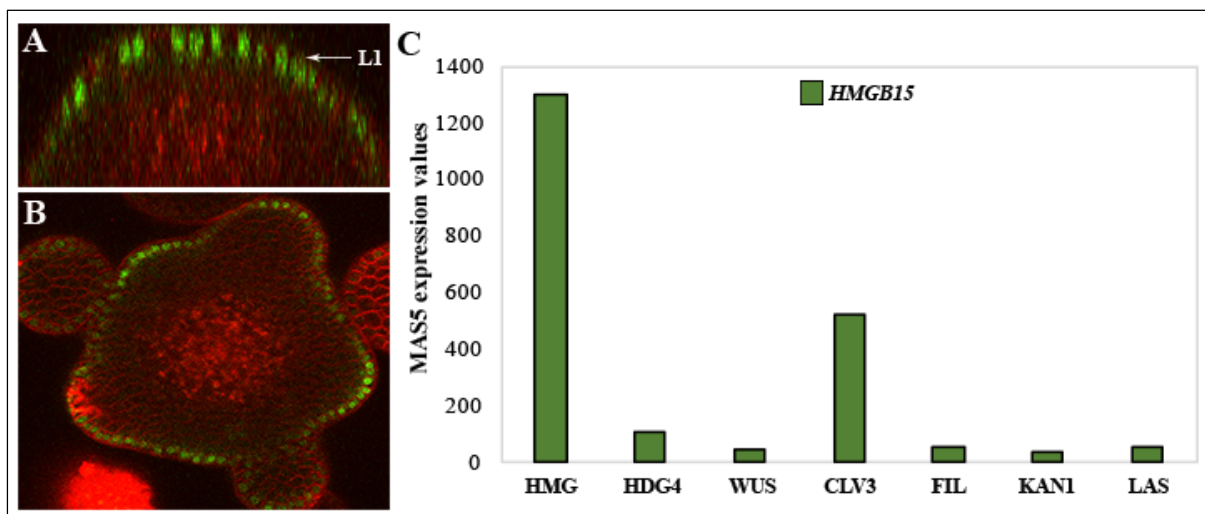 A
L1
B
C
MAS5 expression values
1400
1200
1000
800
600
400
200
0
HMGB15
HMG HDG4 WUS CLV3 FIL KAN1 LAS